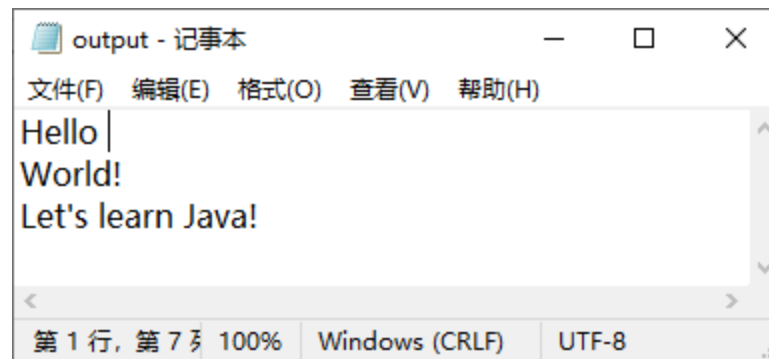 output - 记事本
文件(F) 编辑(E) 格式(O) 查看(V) 帮助(H)
Hello
World!
Let's learn Java!
第 1 行, 第 7 100% Windows (CRLF) UTF-8